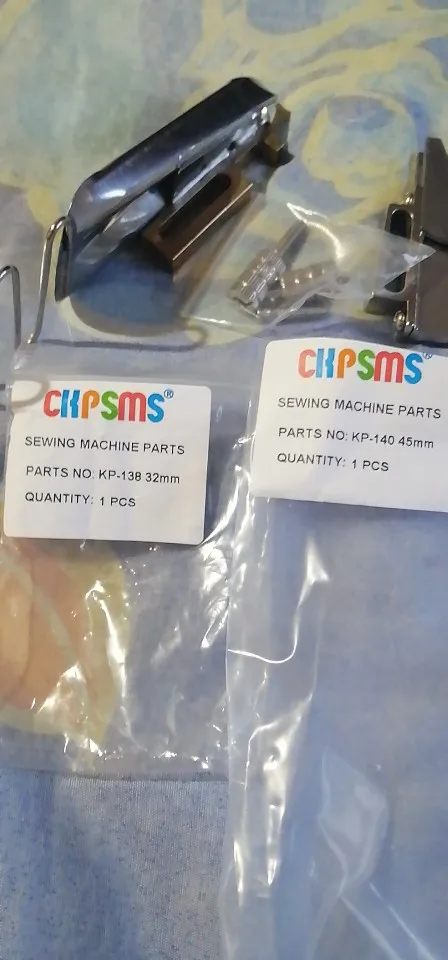 CKPSMS®
SEWING MACHINE PARTS
PARTS NO: KP-138 32mm
QUANTITY: 1 PCS
CKPSMS®
SEWING MACHINE PARTS
PARTS NO: KP-140 45mm
QUANTITY: 1 PCS